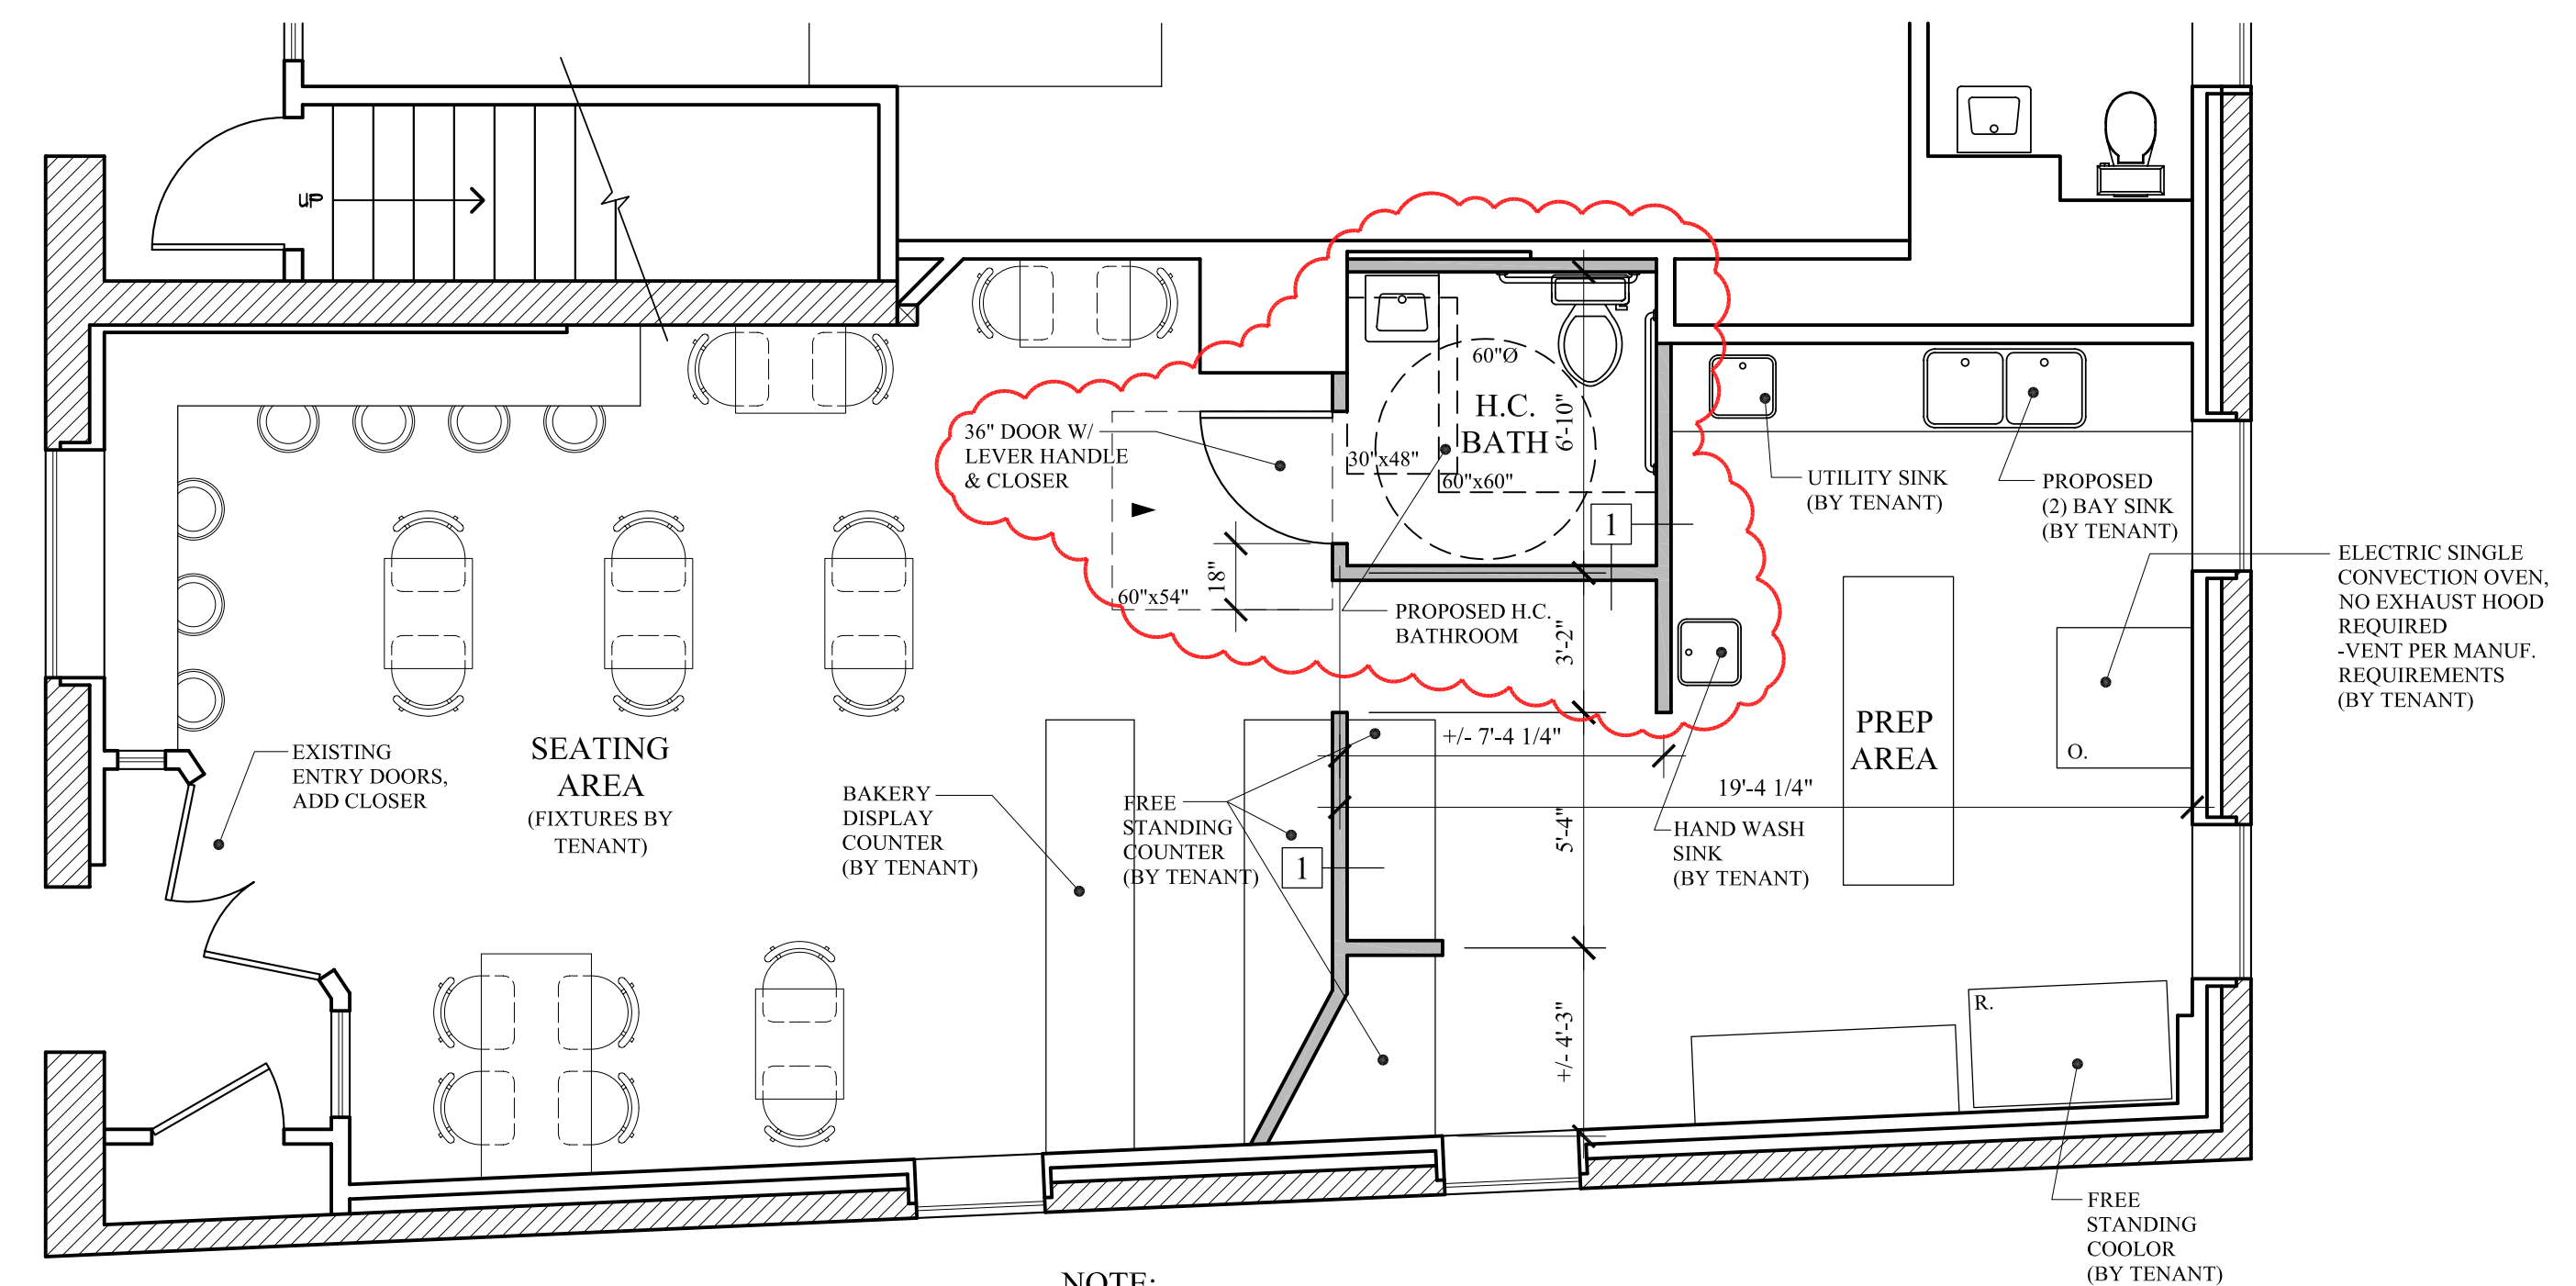 UP
60"Ø
H.C.
BATH
6'-10"
30"x48"
60"x60"
36" DOOR W/
LEVER HANDLE
& CLOSER
1
18"
60"x54"
PROPOSED H.C.
BATHROOM
3'-2"
UTILITY SINK
(BY TENANT)
PROPOSED
(2) BAY SINK
(BY TENANT)
ELECTRIC SINGLE
CONVECTION OVEN,
NO EXHAUST HOOD
REQUIRED
-VENT PER MANUF.
REQUIREMENTS
(BY TENANT)
EXISTING
ENTRY DOORS,
ADD CLOSER
SEATING
AREA
(FIXTURES BY
TENANT)
BAKERY
DISPLAY
COUNTER
(BY TENANT)
FREE
STANDING
COUNTER
(BY TENANT)
1
+/- 7'-4 1/4"
PREP
AREA
O.
19'-4 1/4"
5'-4"
HAND WASH
SINK
(BY TENANT)
+/- 4'-3"
R.
FREE
STANDING
COOLOR
(BY TENANT)
NOTE: